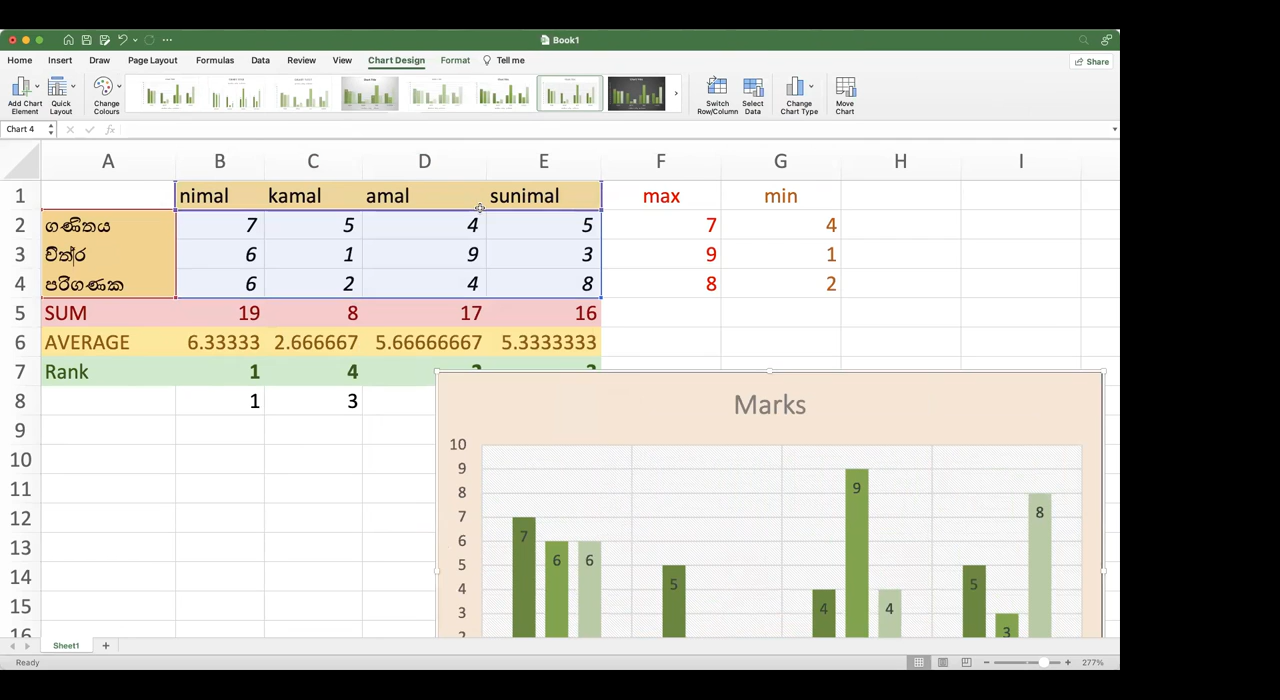 Book1
Home Insert Draw Page Layout Formulas Data Review View Chart Design Format Tell me Share
Add Chart Element Quick Layout Change Colours Switch Row/Column Select Data Change Chart Type Move Chart
Chart 4 fx
A B C D E F G H I
1 nimal kamal amal sunimal max min
2 ගණිතය 7 5 4 5 7 4
3 චිත්‍ර 6 1 9 3 9 1
4 පරිගණක 6 2 4 8 8 2
5 SUM 19 8 17 16
6 AVERAGE 6.33333 2.666667 5.66666667 5.3333333
7 Rank 1 4
8 1 3
9
10
11
12
13
14
15
16
Marks
10
9
8
7
6
5
4
3
2
7 6 6 5 4 9 4 5 3 8
Sheet1
Ready 277%